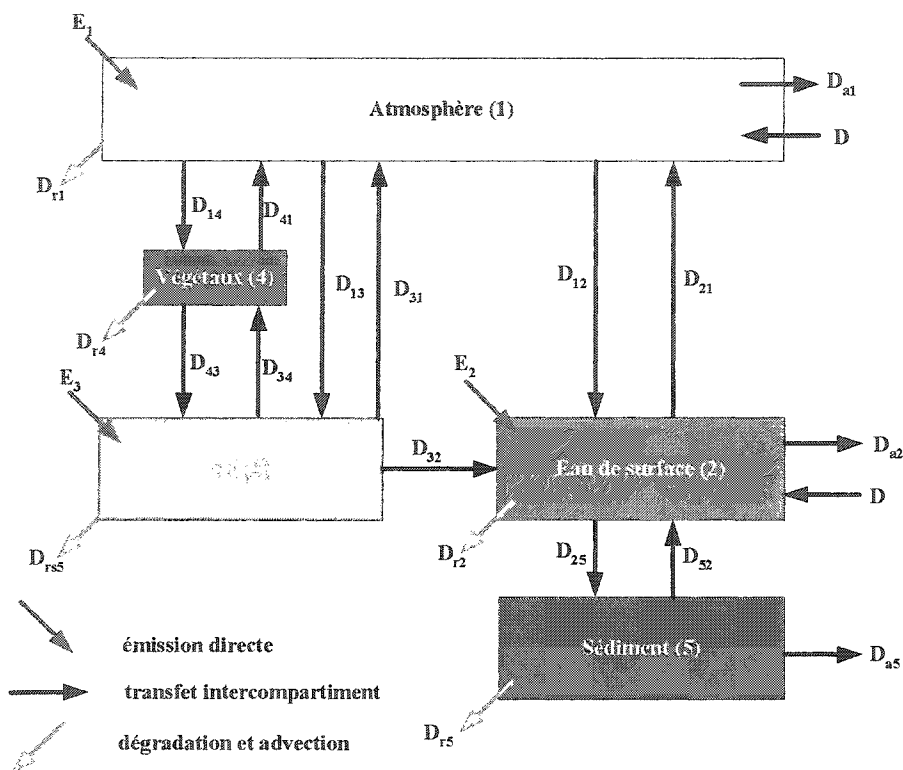 E1
Atmosphère (1)
Da1
D
Dr1
D14
D41
D13
D31
D12
D21
Végétaux (4)
Dr4
D43
D34
E3
E2
D32
Eau de surface (2)
Da2
D
Drs5
Dr2
D25
D52
Sédiment (5)
Da5
Dr5
émission directe
transfet intercompartiment
dégradation et advection